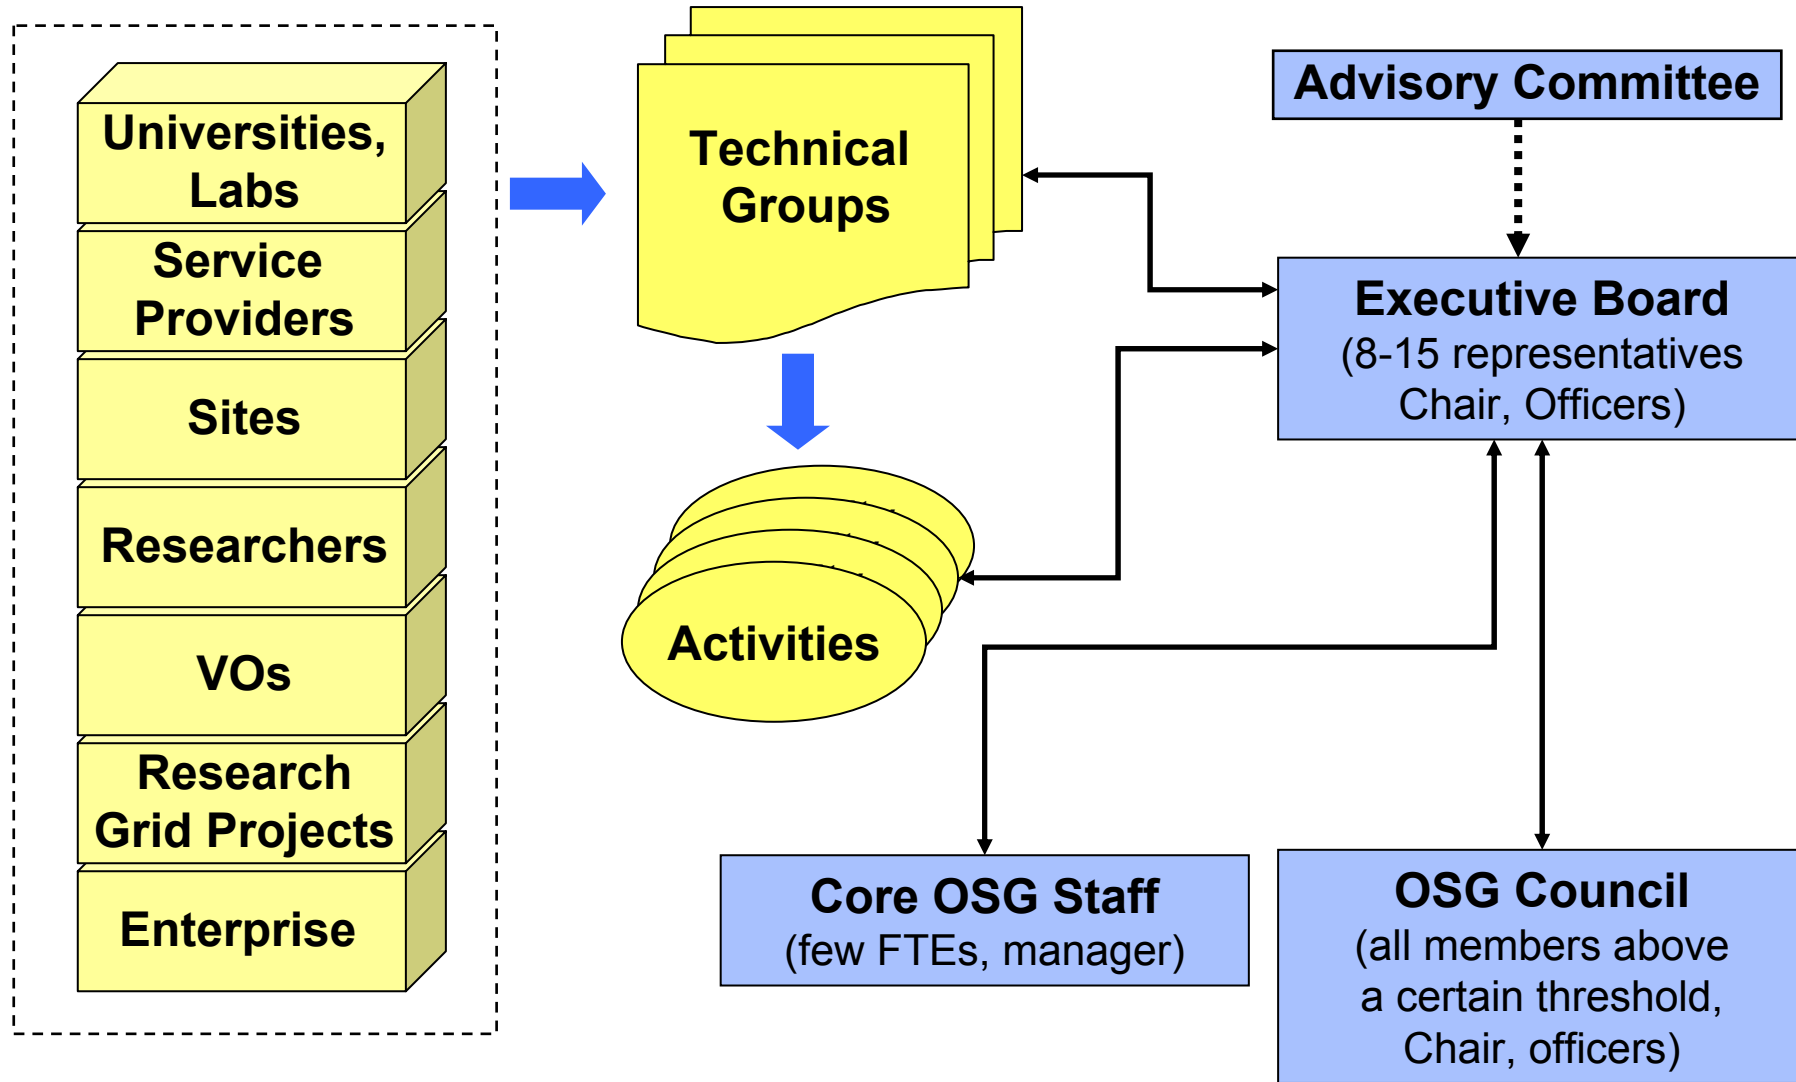 Universities,
Labs
Service
Providers
Sites
Researchers
VOs
Research
Grid Projects
Enterprise
Technical
Groups
Activities
Advisory Committee
Executive Board
(8-15 representatives
Chair, Officers)
Core OSG Staff
(few FTEs, manager)
OSG Council
(all members above
a certain threshold,
Chair, officers)